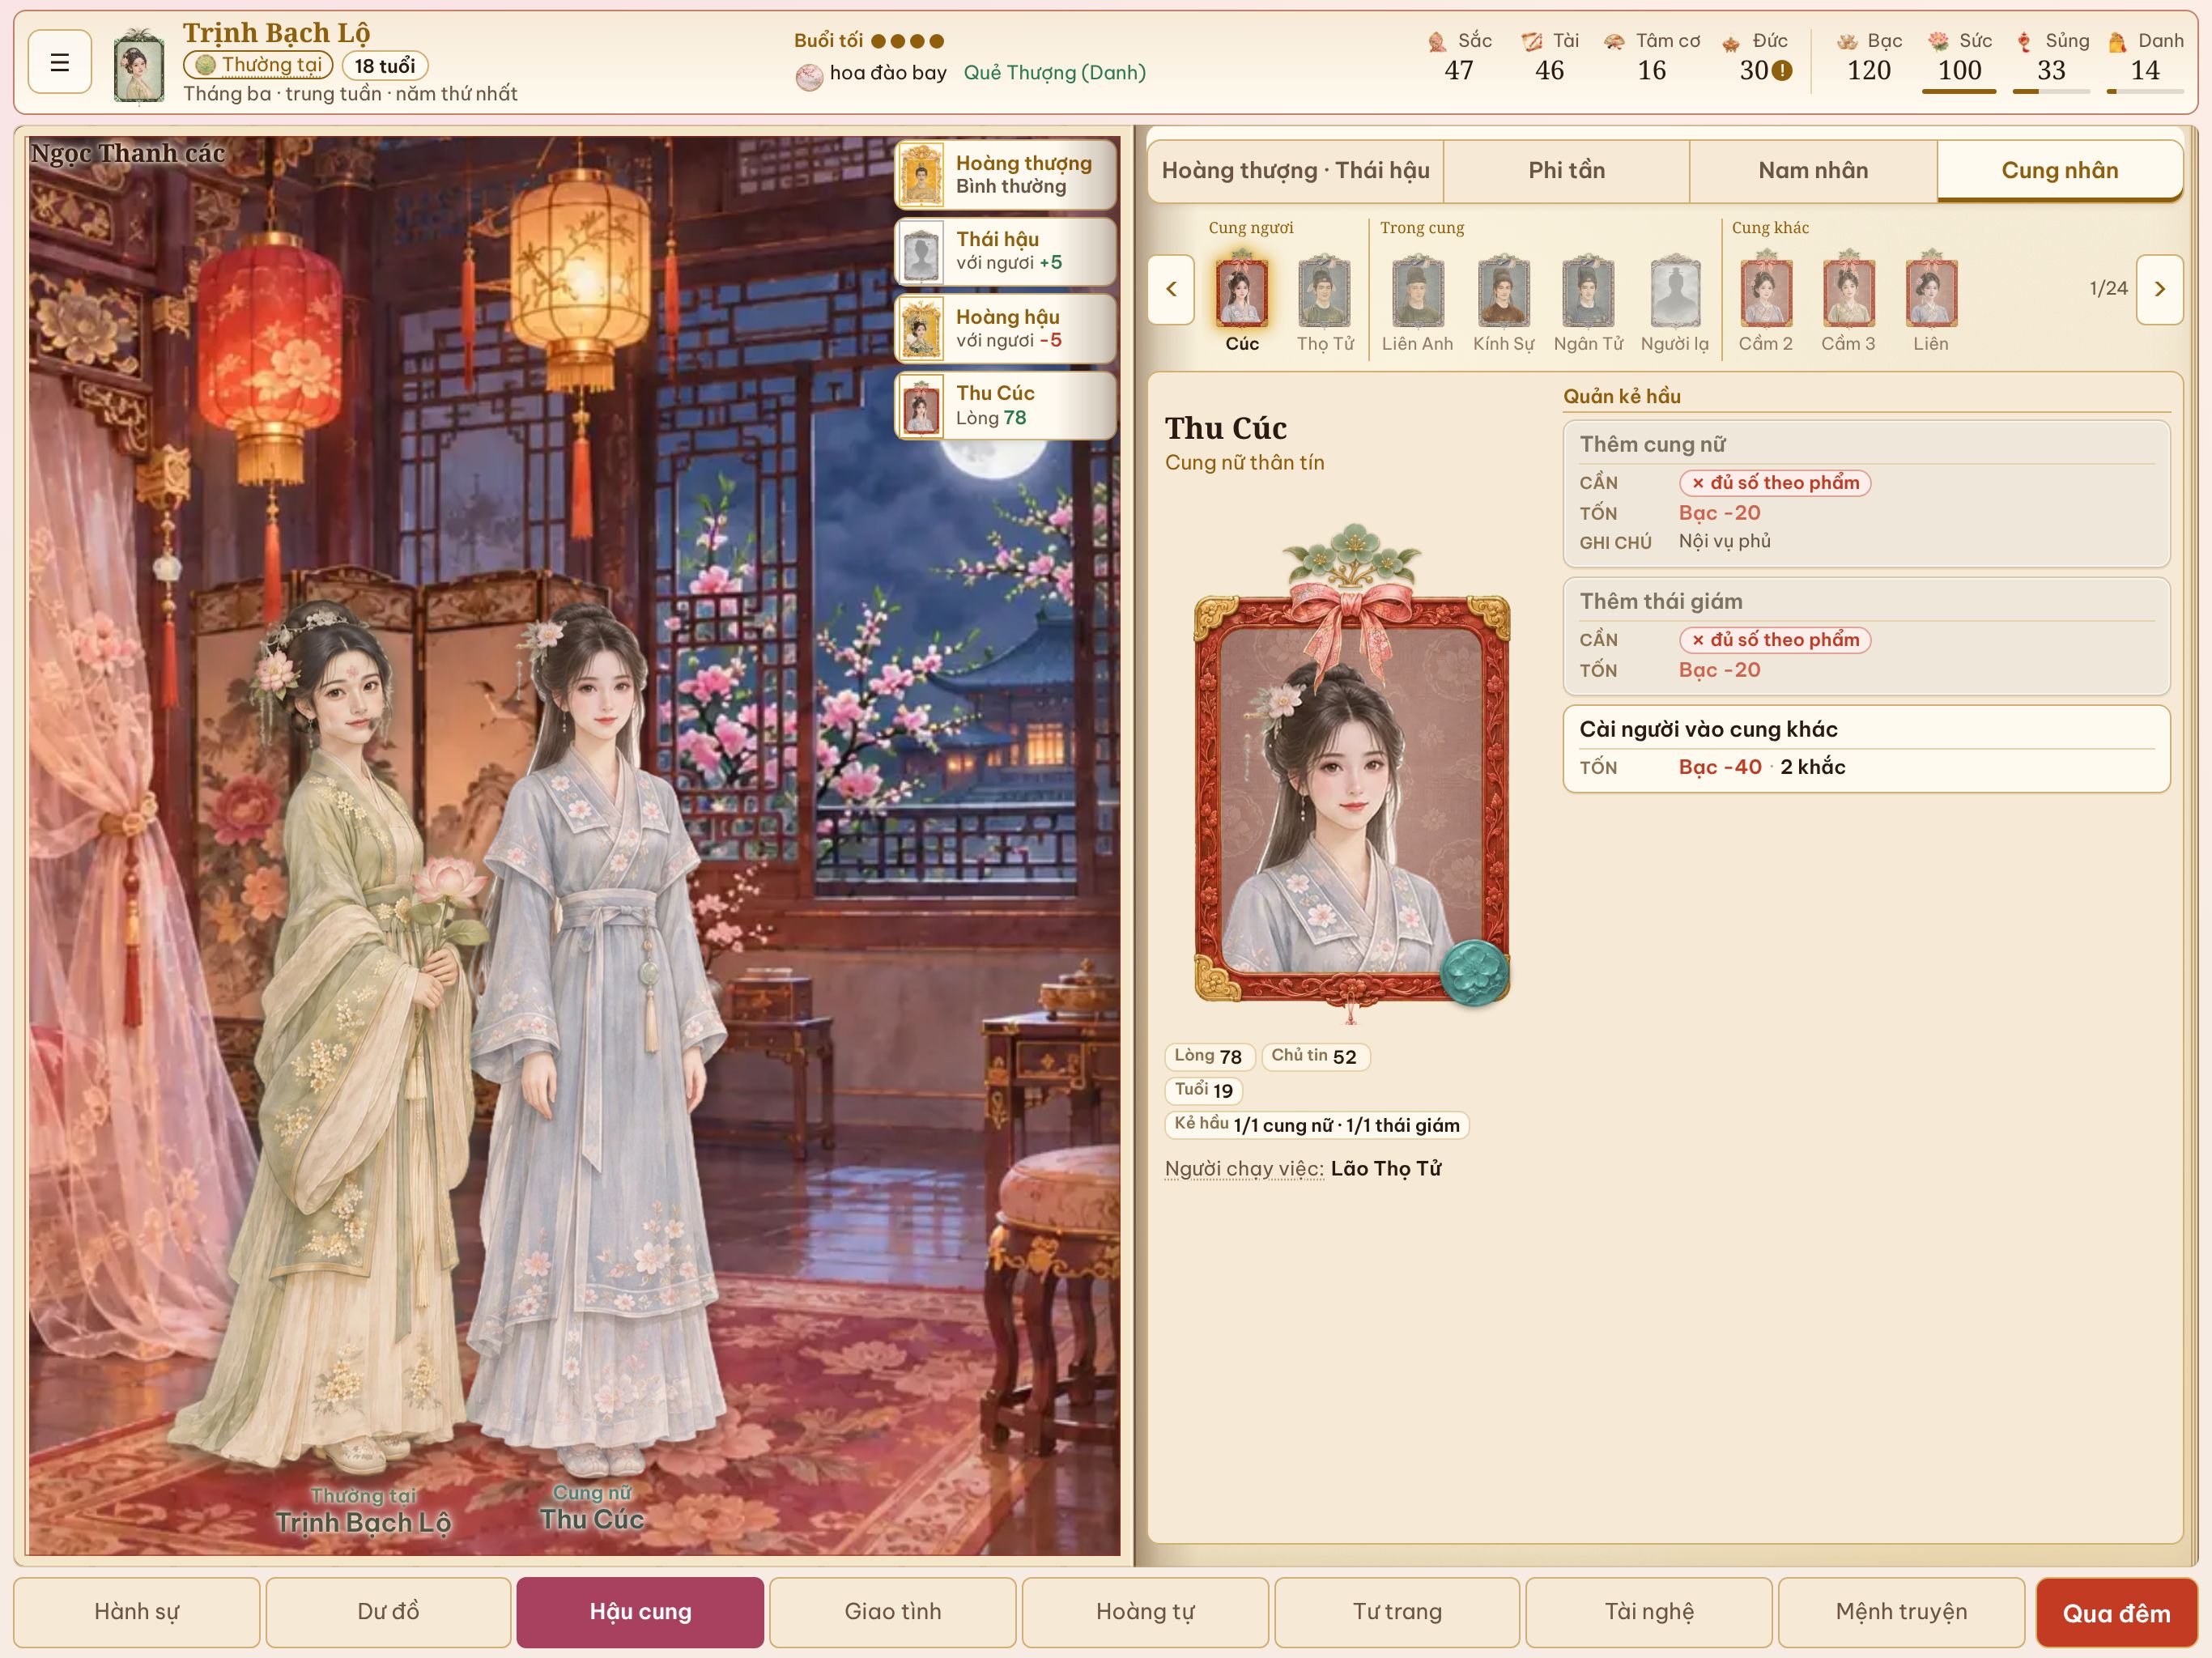 ☰
Trịnh Bạch Lộ
Thường tại
18 tuổi
Tháng ba · trung tuần · năm thứ nhất
Buổi tối
hoa đào bay
Quẻ Thượng (Danh)
Sắc
47
Tài
46
Tâm cơ
16
Đức
30
!
Bạc
120
Sức
100
Sủng
33
Danh
14
Ngọc Thanh các
Hoàng thượng
Bình thường
Thái hậu
với ngươi +5
Hoàng hậu
với ngươi -5
Thu Cúc
Lòng 78
Thường tại
Trịnh Bạch Lộ
Cung nữ
Thu Cúc
Hoàng thượng · Thái hậu
Phi tần
Nam nhân
Cung nhân
Cung ngươi
Trong cung
Cung khác
Cúc
Thọ Tử
Liên Anh
Kính Sự
Ngân Tử
Người lạ
Cầm 2
Cầm 3
Liên
1/24
Thu Cúc
Cung nữ thân tín
Lòng 78
Chủ tin 52
Tuổi 19
Kẻ hầu 1/1 cung nữ · 1/1 thái giám
Người chạy việc: Lão Thọ Tử
Quản kẻ hầu
Thêm cung nữ
CẦN × đủ số theo phẩm
TỐN Bạc -20
GHI CHÚ Nội vụ phủ
Thêm thái giám
CẦN × đủ số theo phẩm
TỐN Bạc -20
Cài người vào cung khác
TỐN Bạc -40 · 2 khắc
Hành sự
Dư đồ
Hậu cung
Giao tình
Hoàng tự
Tư trang
Tài nghệ
Mệnh truyện
Qua đêm